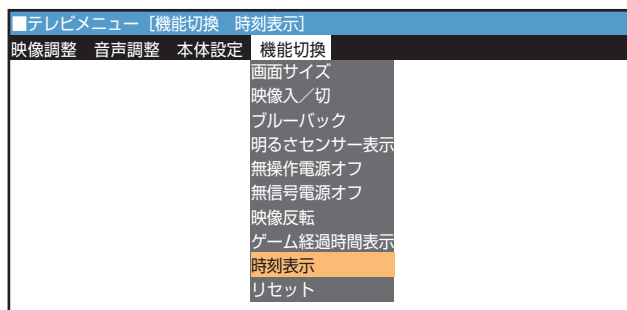 ■テレビメニュー [機能切換　時刻表示]
映像調整　音声調整　本体設定　機能切換
画面サイズ
映像入／切
ブルーバック
明るさセンサー表示
無操作電源オフ
無信号電源オフ
映像反転
ゲーム経過時間表示
時刻表示
リセット